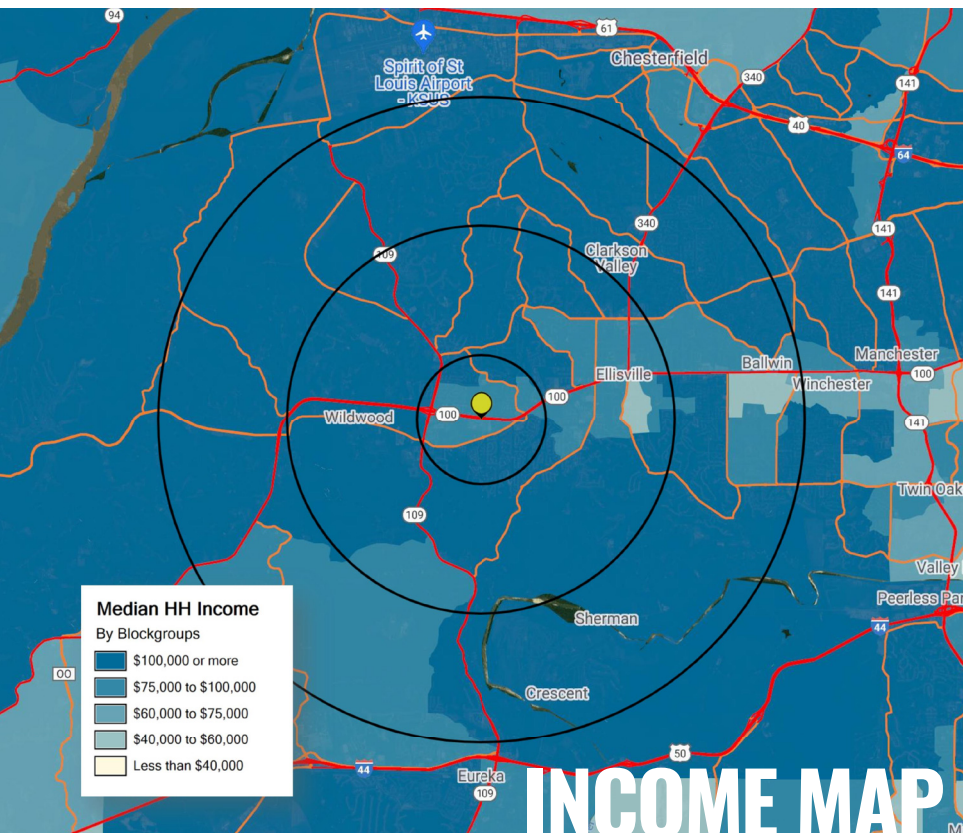 94
61
Chesterfield
Spirit of St
Louis Airport
- KSUS
340
141
40
64
340
141
109
Clarkson
Valley
141
Manchester
Ballwin
100
Ellisville
Winchester
100
100
Wildwood
141
Twin Oak
109
Valley
Peerless Par
Sherman
44
Median HH Income
By Blockgroups
$100,000 or more
$75,000 to $100,000
$60,000 to $75,000
$40,000 to $60,000
Less than $40,000
OO
Crescent
50
44
Eureka
109
INCOME MAP